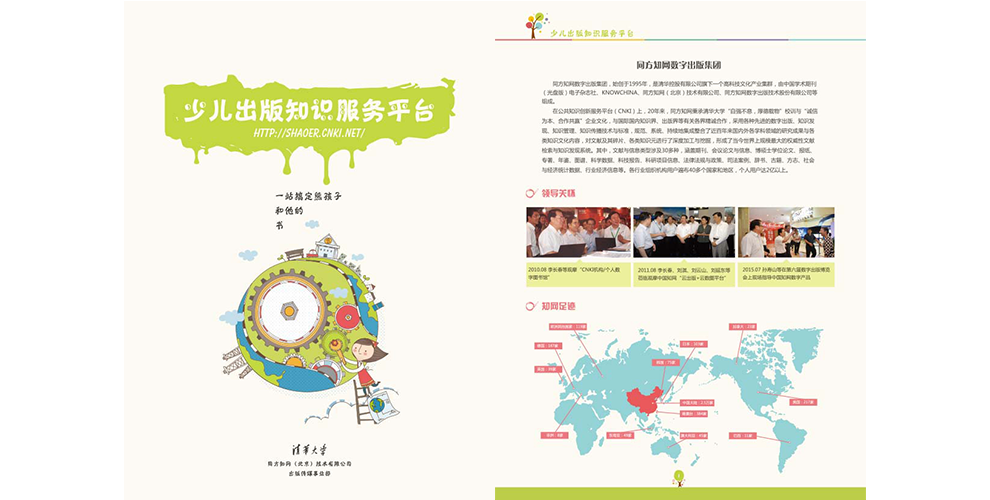 少儿出版知识服务平台
HTTP://SHAOER.CNKI.NET/
一站搞定熊孩子
和他的
书
清华大学
同方知网（北京）技术有限公司
出版传媒事业部
少儿出版知识服务平台
同方知网数字出版集团
同方知网数字出版集团，始创于1995年，是清华控股有限公司旗下一个高科技文化产业集群，由中国学术期刊
（光盘版）电子杂志社、KNOWCHINA、同方知网（北京）技术有限公司、同方知网数字出版技术股份有限公司等
组成。
在公共知识创新服务平台（CNKI）上，20年来，同方知网秉承清华大学“自强不息，厚德载物”校训与“诚信
为本、合作共赢”企业文化，与国际国内知识界、出版界等有关各界精诚合作，采用各种先进的数字出版、知识发
现、知识管理、知识传播技术与标准，规范、系统、持续地集成整合了近百年来国内外各学科领域的研究成果与各
类知识文化内容，对文献及其碎片、各类知识元进行了深度加工与挖掘，形成了当今世界上规模最大的权威性文献
检索与知识发现系统。其中，文献与信息类型涉及30多种，涵盖期刊、会议论文与信息、博硕士学位论文、报纸、
专著、年鉴、图谱、科学数据、科技报告、科研项目信息、法律法规与政策、司法案例、辞书、古籍、方志、社会
与经济统计数据、行业经济信息等。各行业组织机构用户遍布40多个国家和地区，个人用户达2亿以上。
领导关怀
2010.08 李长春等观摩“CNKI机构/个人数
字图书馆”
2011.08 李长春、刘淇、刘云山、刘延东等
莅临观摩中国知网“云出版+云数据平台”
2015.07 孙寿山等在第六届数字出版博览
会上现场指导中国知网数字产品
知网足迹